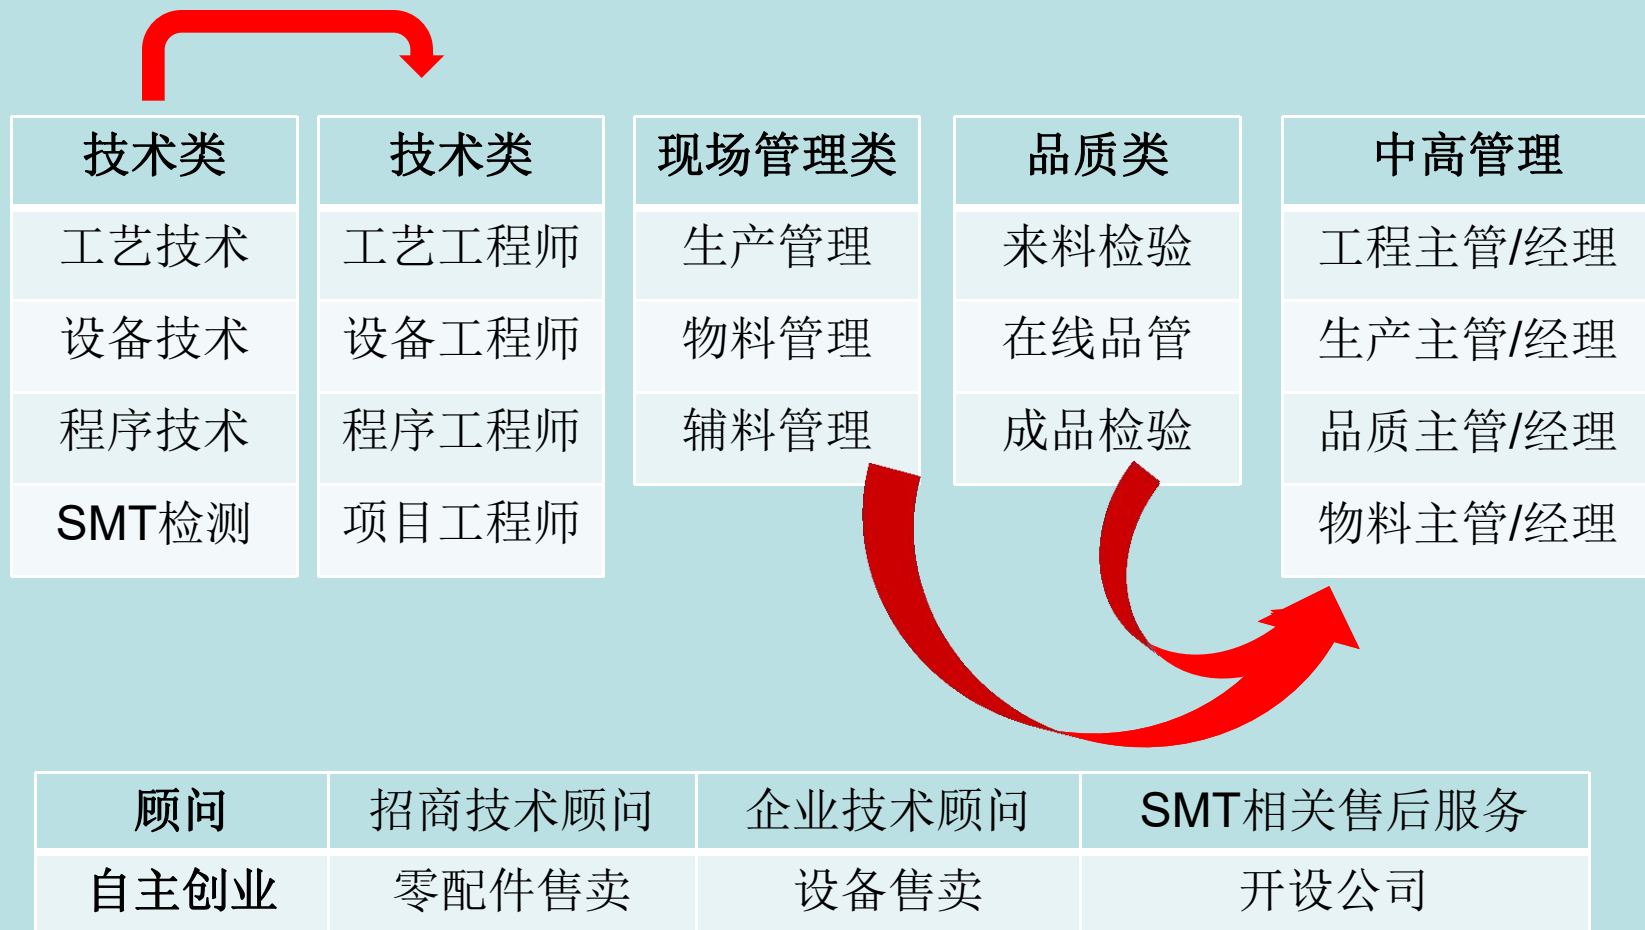 技术类
工艺技术
设备技术
程序技术
SMT检测
技术类
工艺工程师
设备工程师
程序工程师
项目工程师
现场管理类
生产管理
物料管理
辅料管理
品质类
来料检验
在线品管
成品检验
中高管理
工程主管/经理
生产主管/经理
品质主管/经理
物料主管/经理
顾问 招商技术顾问 企业技术顾问 SMT相关售后服务
自主创业 零配件售卖 设备售卖 开设公司